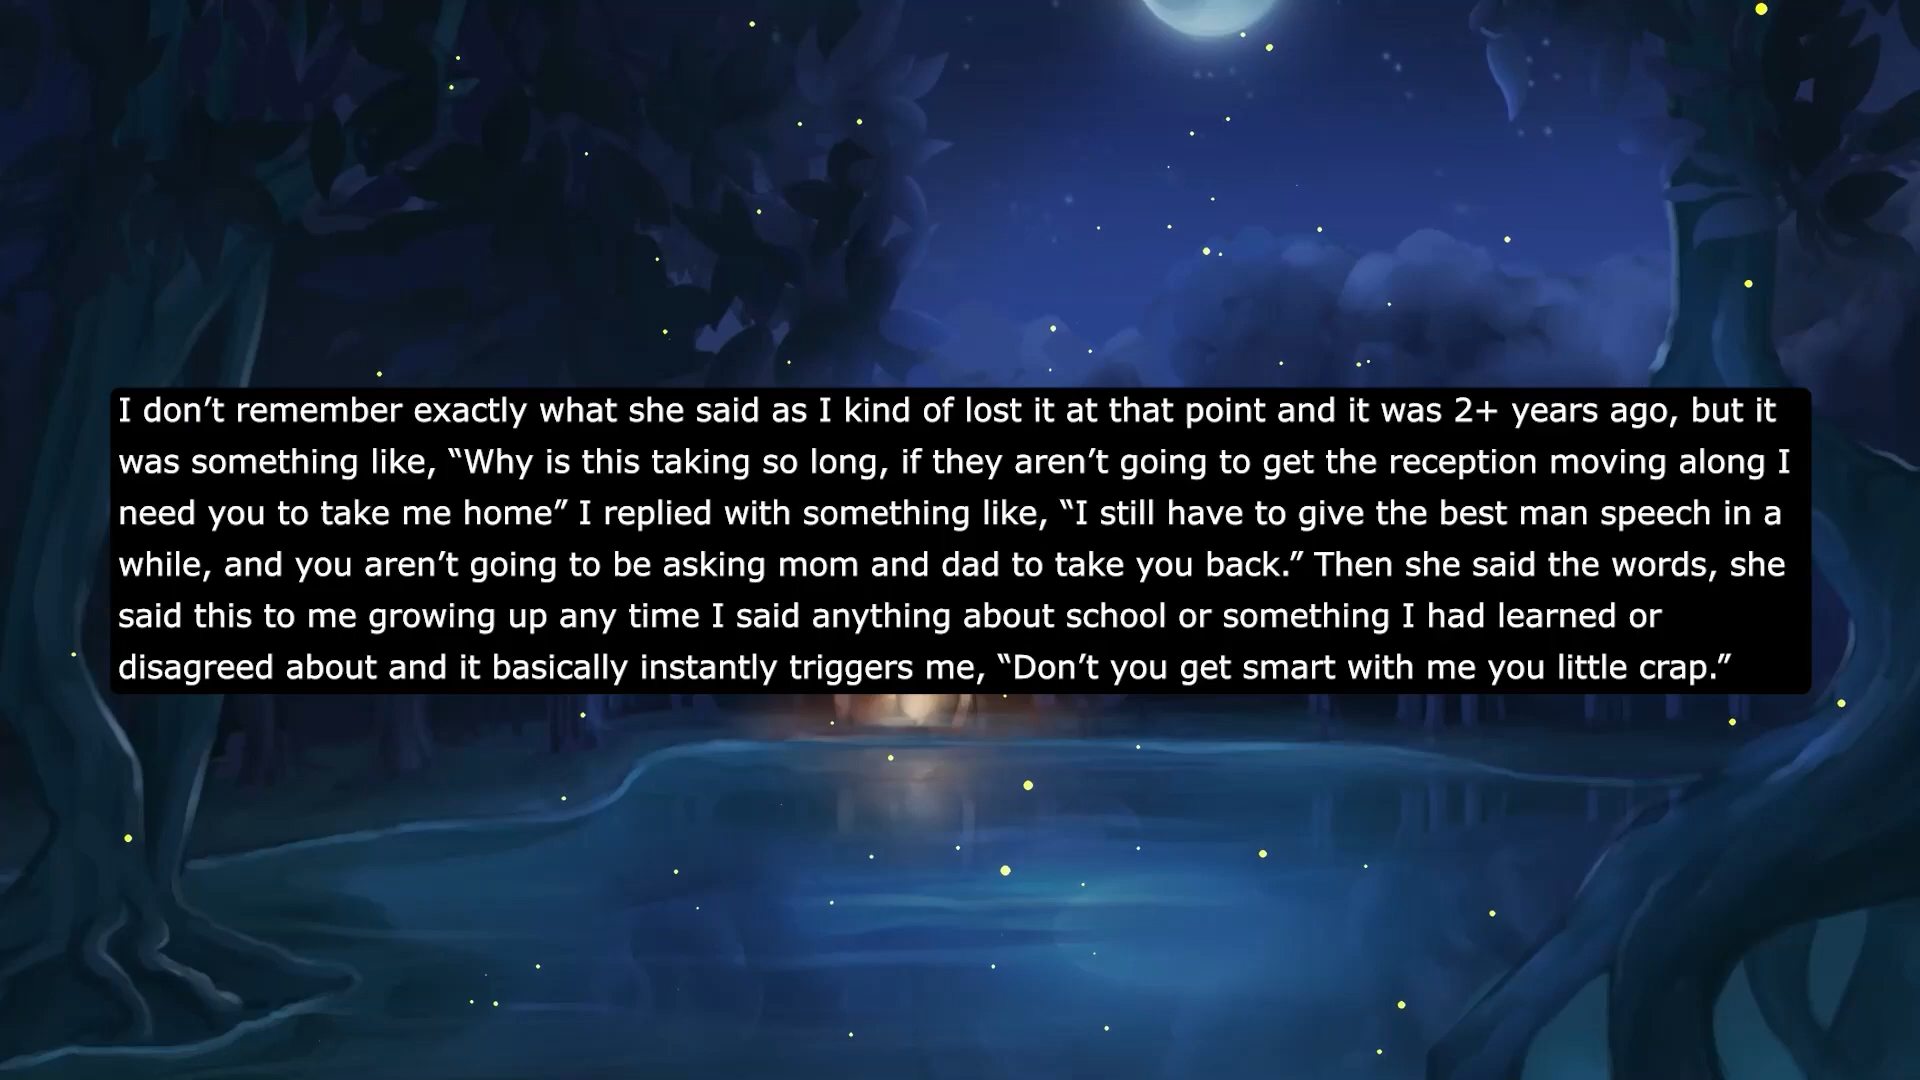 I don’t remember exactly what she said as I kind of lost it at that point and it was 2+ years ago, but it
was something like, “Why is this taking so long, if they aren’t going to get the reception moving along I
need you to take me home” I replied with something like, “I still have to give the best man speech in a
while, and you aren’t going to be asking mom and dad to take you back.” Then she said the words, she
said this to me growing up any time I said anything about school or something I had learned or
disagreed about and it basically instantly triggers me, “Don’t you get smart with me you little crap.”